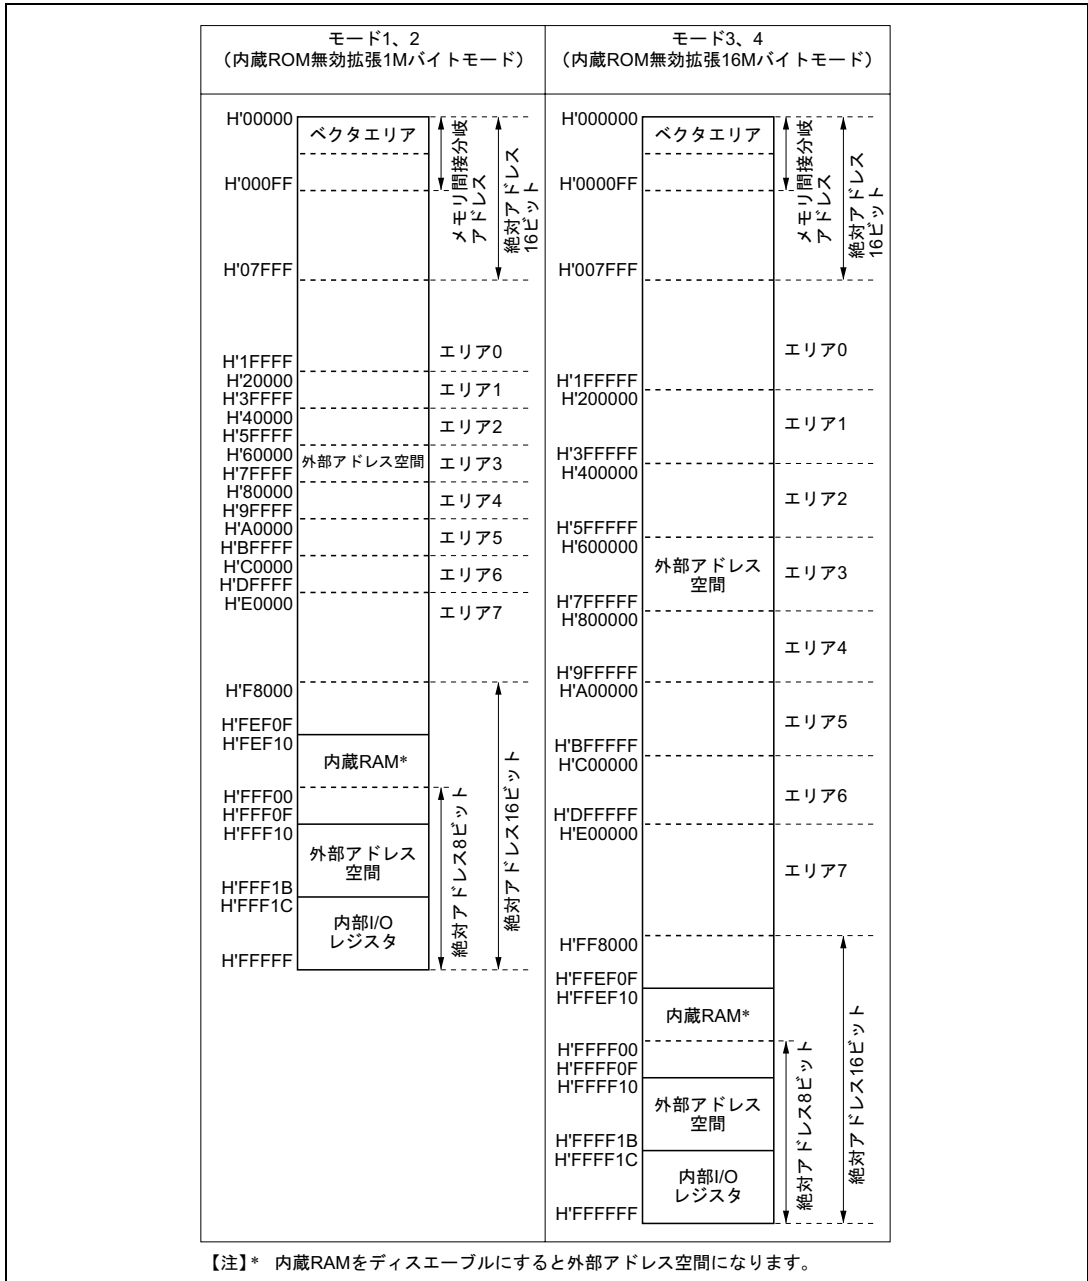 モード1、2
（内蔵ROM無効拡張1Mバイトモード）
H'00000
ベクタエリア
H'000FF
H'07FFF
メモリ間接分岐
アドレス
絶対アドレス
16ビット
H'1FFFF
エリア0
H'20000
エリア1
H'3FFFF
H'40000
エリア2
H'5FFFF
H'60000
外部アドレス空間
エリア3
H'7FFFF
H'80000
エリア4
H'9FFFF
H'A0000
エリア5
H'BFFFF
H'C0000
エリア6
H'DFFFF
H'E0000
エリア7
H'F8000
H'FEF0F
H'FEF10
内蔵RAM*
H'FFF00
H'FFF0F
H'FFF10
外部アドレス
空間
H'FFF1B
H'FFF1C
内部I/O
レジスタ
H'FFFFF
絶対アドレス8ビット
絶対アドレス16ビット
モード3、4
（内蔵ROM無効拡張16Mバイトモード）
H'000000
ベクタエリア
H'0000FF
H'007FFF
メモリ間接分岐
アドレス
絶対アドレス
16ビット
エリア0
H'1FFFFF
H'200000
エリア1
H'3FFFFF
H'400000
エリア2
H'5FFFFF
H'600000
外部アドレス
空間
エリア3
H'7FFFFF
H'800000
エリア4
H'9FFFFF
H'A00000
エリア5
H'BFFFFF
H'C00000
エリア6
H'DFFFFF
H'E00000
エリア7
H'FF8000
H'FFEF0F
H'FFEF10
内蔵RAM*
H'FFFF00
H'FFFF0F
H'FFFF10
外部アドレス
空間
H'FFFF1B
H'FFFF1C
内部I/O
レジスタ
H'FFFFFF
絶対アドレス8ビット
絶対アドレス16ビット
【注】* 内蔵RAMをディスエーブルにすると外部アドレス空間になります。